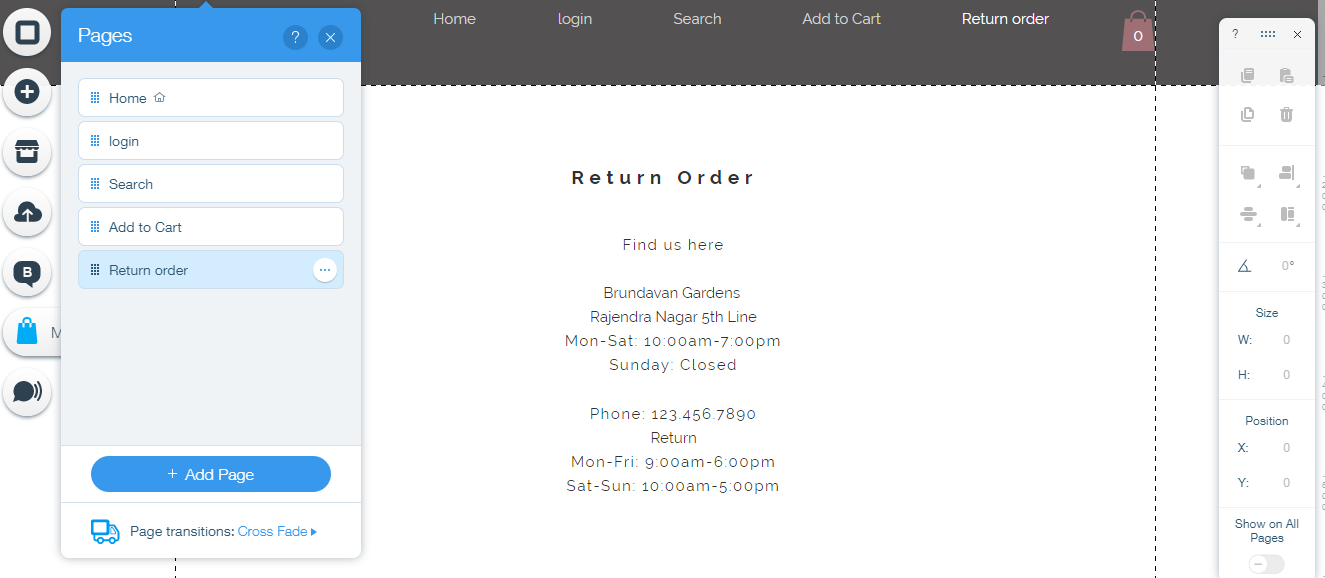 Pages
?
Home
login
Search
Add to Cart
Return order
M
+ Add Page
Page transitions: Cross Fade
Home
login
Search
Add to Cart
Return order
0
Return Order
Find us here
Brundavan Gardens
Rajendra Nagar 5th Line
Mon-Sat: 10:00am-7:00pm
Sunday: Closed
Phone: 123.456.7890
Return
Mon-Fri: 9:00am-6:00pm
Sat-Sun: 10:00am-5:00pm
?
0°
Size
W: 0
H: 0
Position
X: 0
Y: 0
Show on All
Pages
B